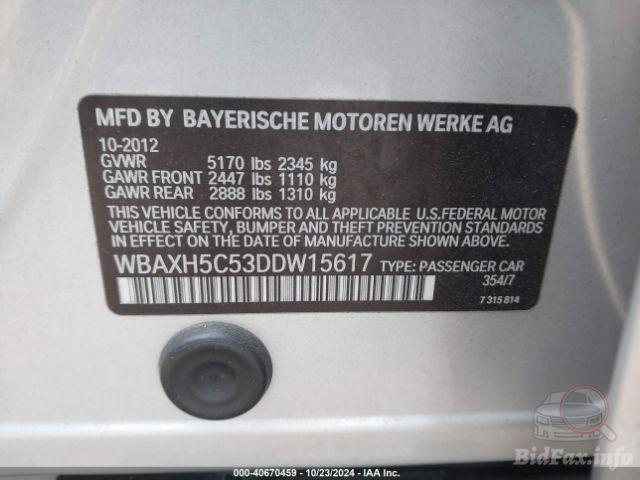 MFD BY BAYERISCHE MOTOREN WERKE AG
10-2012
GVWR 5170 lbs 2345 kg
GAWR FRONT 2447 lbs 1110 kg
GAWR REAR 2888 lbs 1310 kg
THIS VEHICLE CONFORMS TO ALL APPLICABLE U.S.FEDERAL MOTOR
VEHICLE SAFETY, BUMPER AND THEFT PREVENTION STANDARDS
IN EFFECT ON THE DATE OF MANUFACTURE SHOWN ABOVE.
WBAXH5C53DDW15617 TYPE: PASSENGER CAR
354/7
7 315 814
BidFax.info
000-40670459 - 10/23/2024 - IAA Inc.